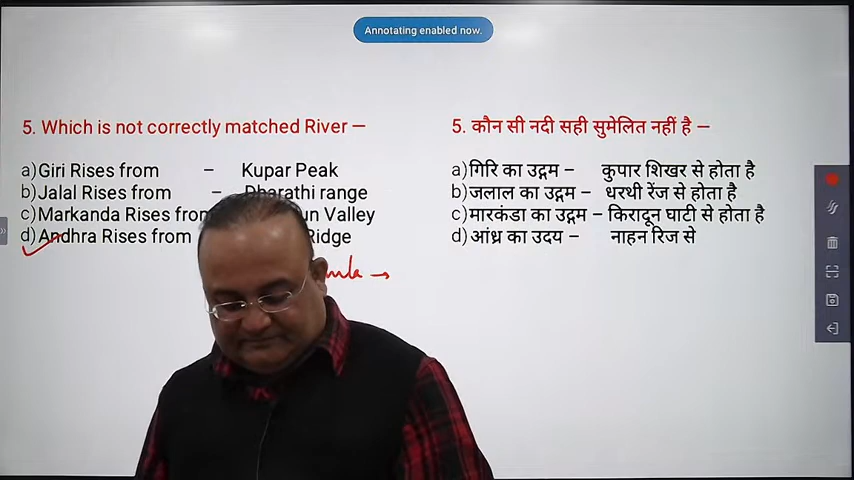 Annotating enabled now.
5. Which is not correctly matched River –
a)Giri Rises from – Kupar Peak
b)Jalal Rises from – Dharathi range
c)Markanda Rises from Valley
d)Andhra Rises from Ridge
5. कौन सी नदी सही सुमेलित नहीं है –
a)गिरि का उद्गम – कुपार शिखर से होता है
b)जलाल का उद्गम – धरथी रेंज से होता है
c)मारकंडा का उद्गम – किरादून घाटी से होता है
d)आंध्र का उदय – नाहन रिज से